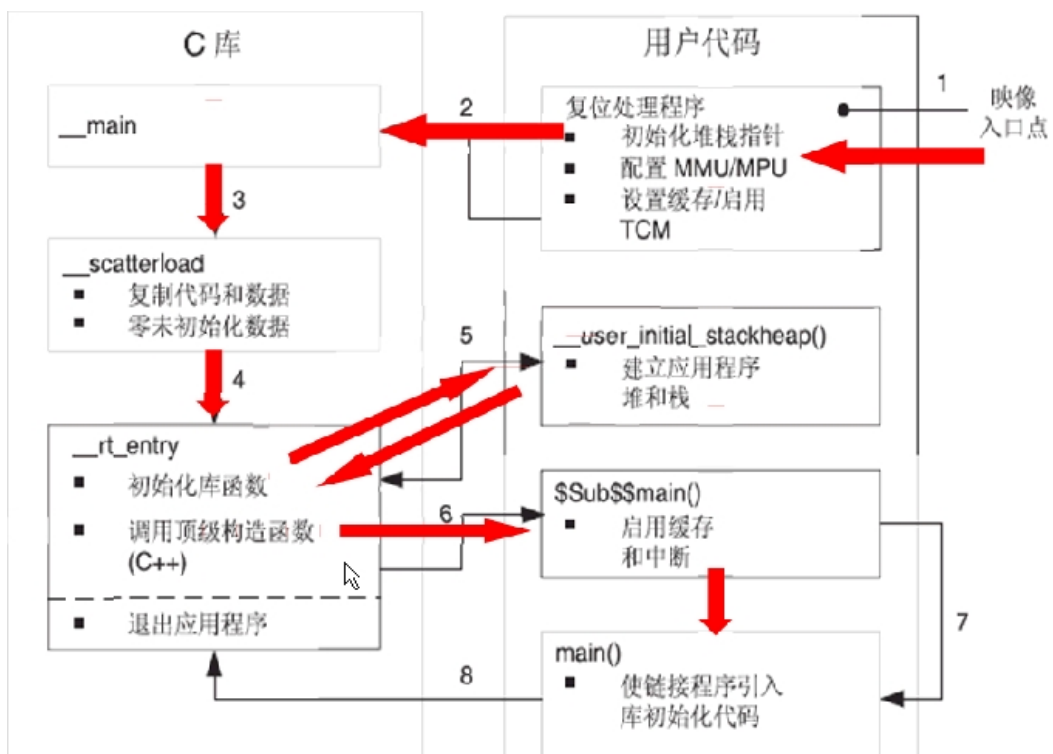 C 库
用户代码
__main
2
复位处理程序
■ 初始化堆栈指针
■ 配置 MMU/MPU
■ 设置缓存/启用
TCM
1
映像
入口点
3
__scatterload
■ 复制代码和数据
■ 零未初始化数据
4
5
__user_initial_stackheap()
■ 建立应用程序
堆和栈
__rt_entry
■ 初始化库函数
■ 调用顶级构造函数
(C++)
■ 退出应用程序
6
$Sub$$main()
■ 启用缓存
和中断
7
main()
■ 使链接程序引入
库初始化代码
8